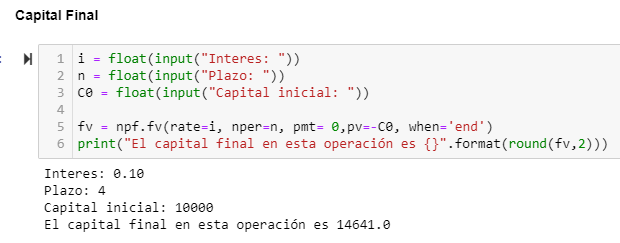 Capital Final
1 i = float(input("Interes: "))
2 n = float(input("Plazo: "))
3 C0 = float(input("Capital inicial: "))
4
5 fv = npf.fv(rate=i, nper=n, pmt= 0,pv=-C0, when='end')
6 print("El capital final en esta operación es {}".format(round(fv,2)))
Interes: 0.10
Plazo: 4
Capital inicial: 10000
El capital final en esta operación es 14641.0